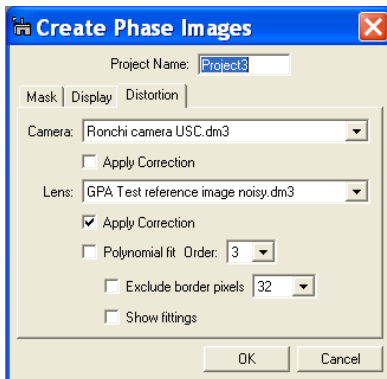 Create Phase Images
Project Name: Project3
Mask Display Distortion
Camera: Ronchi camera USC.dm3
Apply Correction
Lens: GPA Test reference image noisy.dm3
Apply Correction
Polynomial fit Order: 3
Exclude border pixels 32
Show fittings
OK Cancel